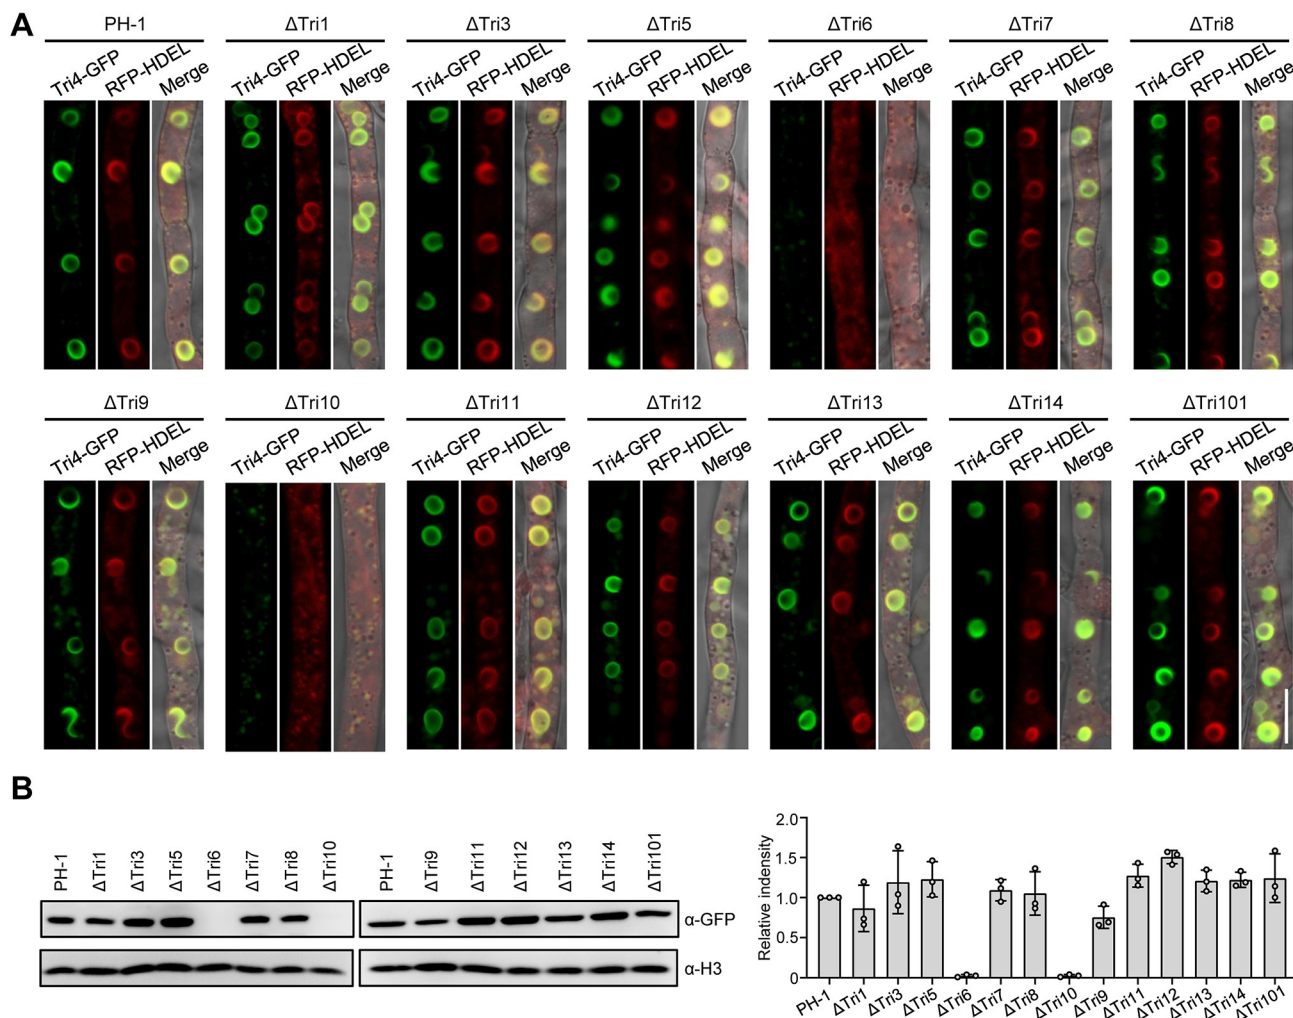 A
PH-1 ΔTri1 ΔTri3 ΔTri5 ΔTri6 ΔTri7 ΔTri8
Tri4-GFP RFP-HDEL Merge Tri4-GFP RFP-HDEL Merge Tri4-GFP RFP-HDEL Merge Tri4-GFP RFP-HDEL Merge Tri4-GFP RFP-HDEL Merge Tri4-GFP RFP-HDEL Merge Tri4-GFP RFP-HDEL Merge
ΔTri9 ΔTri10 ΔTri11 ΔTri12 ΔTri13 ΔTri14 ΔTri101
Tri4-GFP RFP-HDEL Merge Tri4-GFP RFP-HDEL Merge Tri4-GFP RFP-HDEL Merge Tri4-GFP RFP-HDEL Merge Tri4-GFP RFP-HDEL Merge Tri4-GFP RFP-HDEL Merge Tri4-GFP RFP-HDEL Merge
B
PH-1 ΔTri1 ΔTri3 ΔTri5 ΔTri6 ΔTri7 ΔTri8 ΔTri10 PH-1 ΔTri9 ΔTri11 ΔTri12 ΔTri13 ΔTri14 ΔTri101
α-GFP
α-H3
Relative indensity
2.0
1.5
1.0
0.5
0
PH-1 ΔTri1 ΔTri3 ΔTri5 ΔTri6 ΔTri7 ΔTri8 ΔTri10 ΔTri9 ΔTri11 ΔTri12 ΔTri13 ΔTri14 ΔTri101